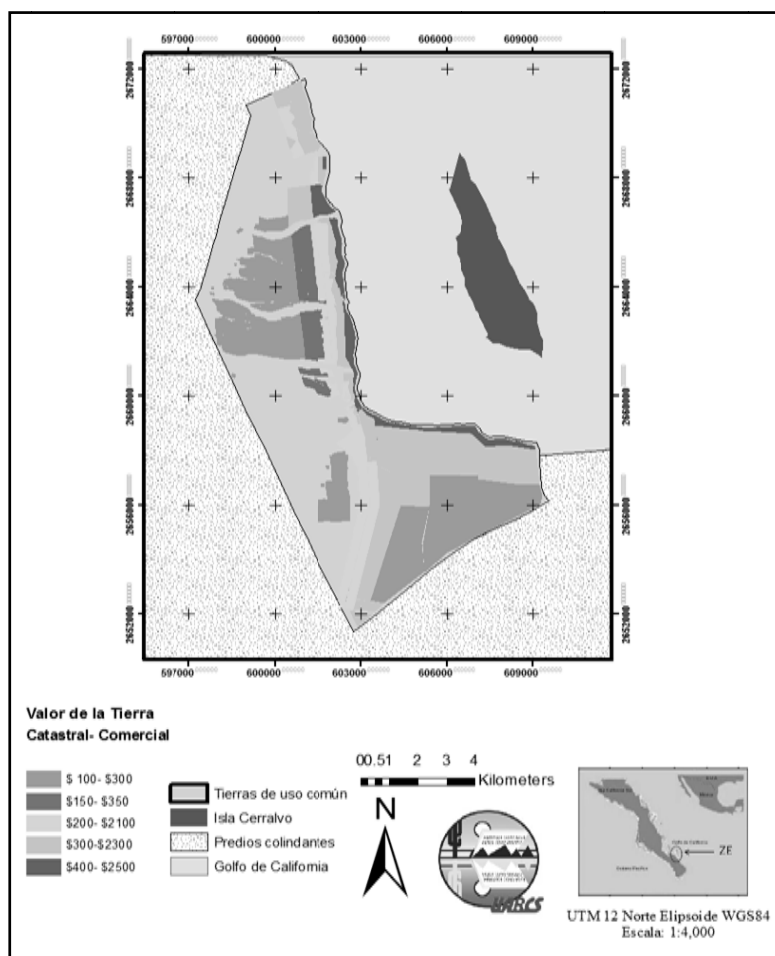 597000 600000 603000 606000 609000
2672000 2672000
2668000 2668000
2664000 2664000
2660000 2660000
2656000 2656000
2652000 2652000
597000 600000 603000 606000 609000
Valor de la Tierra
Catastral- Comercial
$ 100- $300
$150- $350
$200- $2100
$300-$2300
$400-$2500
Tierras de uso común
Isla Cerralvo
Predios colindantes
Golfo de California
00.51 2 3 4
Kilometers
N
UABCS
ZE
UTM 12 Norte Elipsoide WGS84
Escala: 1:4,000